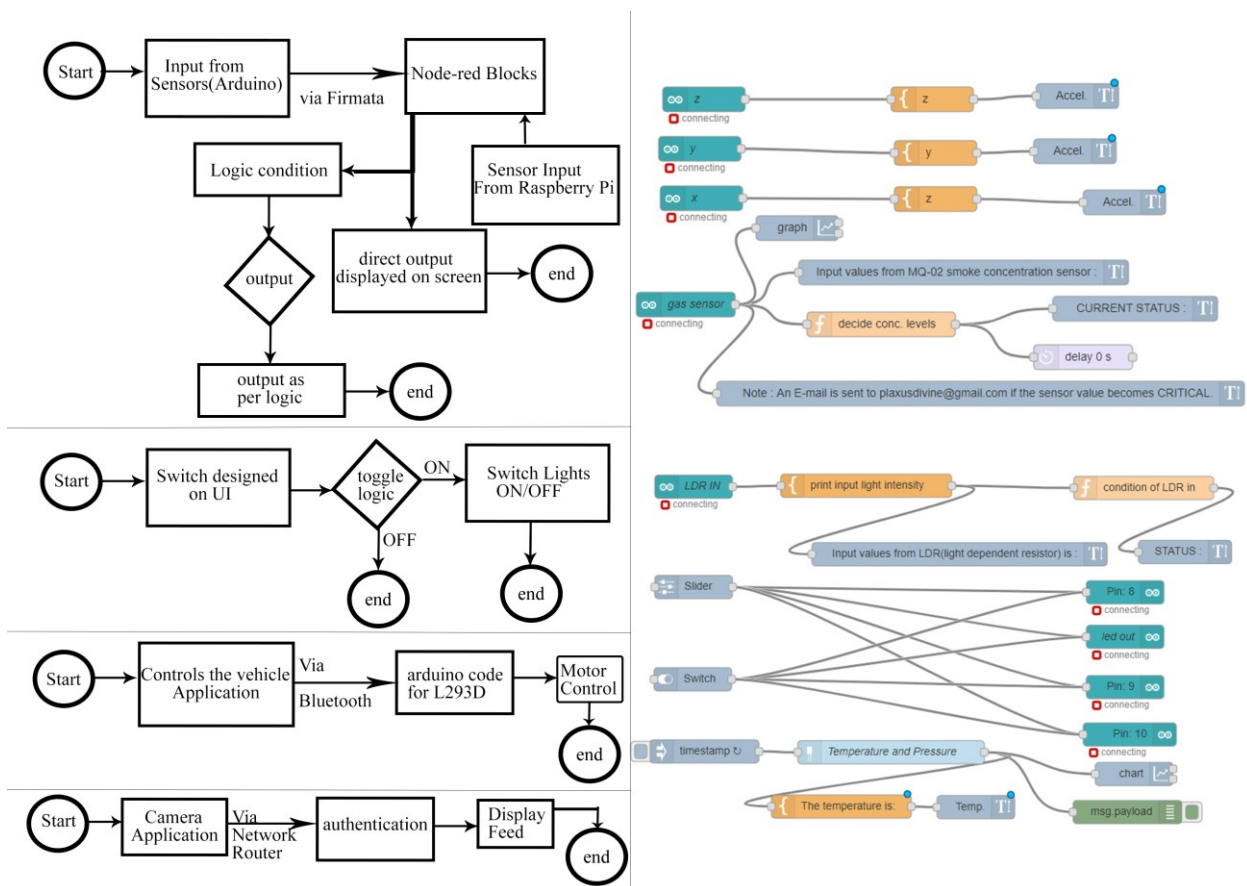 Start
Input from
Sensors(Arduino)
via Firmata
Node-red Blocks
Logic condition
Sensor Input
From Raspberry Pi
output
direct output
displayed on screen
end
output as
per logic
end
Start
Switch designed
on UI
toggle
logic
ON
Switch Lights
ON/OFF
OFF
end
end
Start
Controls the vehicle
Application
Via
Bluetooth
arduino code
for L293D
Motor
Control
end
Start
Camera
Application
Via
Network
Router
authentication
Display
Feed
end
z
connecting
z
Accel.
y
connecting
y
Accel.
x
connecting
z
Accel.
graph
Input values from MQ-02 smoke concentration sensor :
gas sensor
connecting
decide conc. levels
CURRENT STATUS :
delay 0 s
Note : An E-mail is sent to plaxusdivine@gmail.com if the sensor value becomes CRITICAL.
LDR IN
connecting
print input light intensity
condition of LDR in
Input values from LDR(light dependent resistor) is :
STATUS :
Slider
Pin: 8
connecting
led out
connecting
Switch
Pin: 9
connecting
Pin: 10
connecting
timestamp ↻
Temperature and Pressure
chart
The temperature is:
Temp.
msg.payload